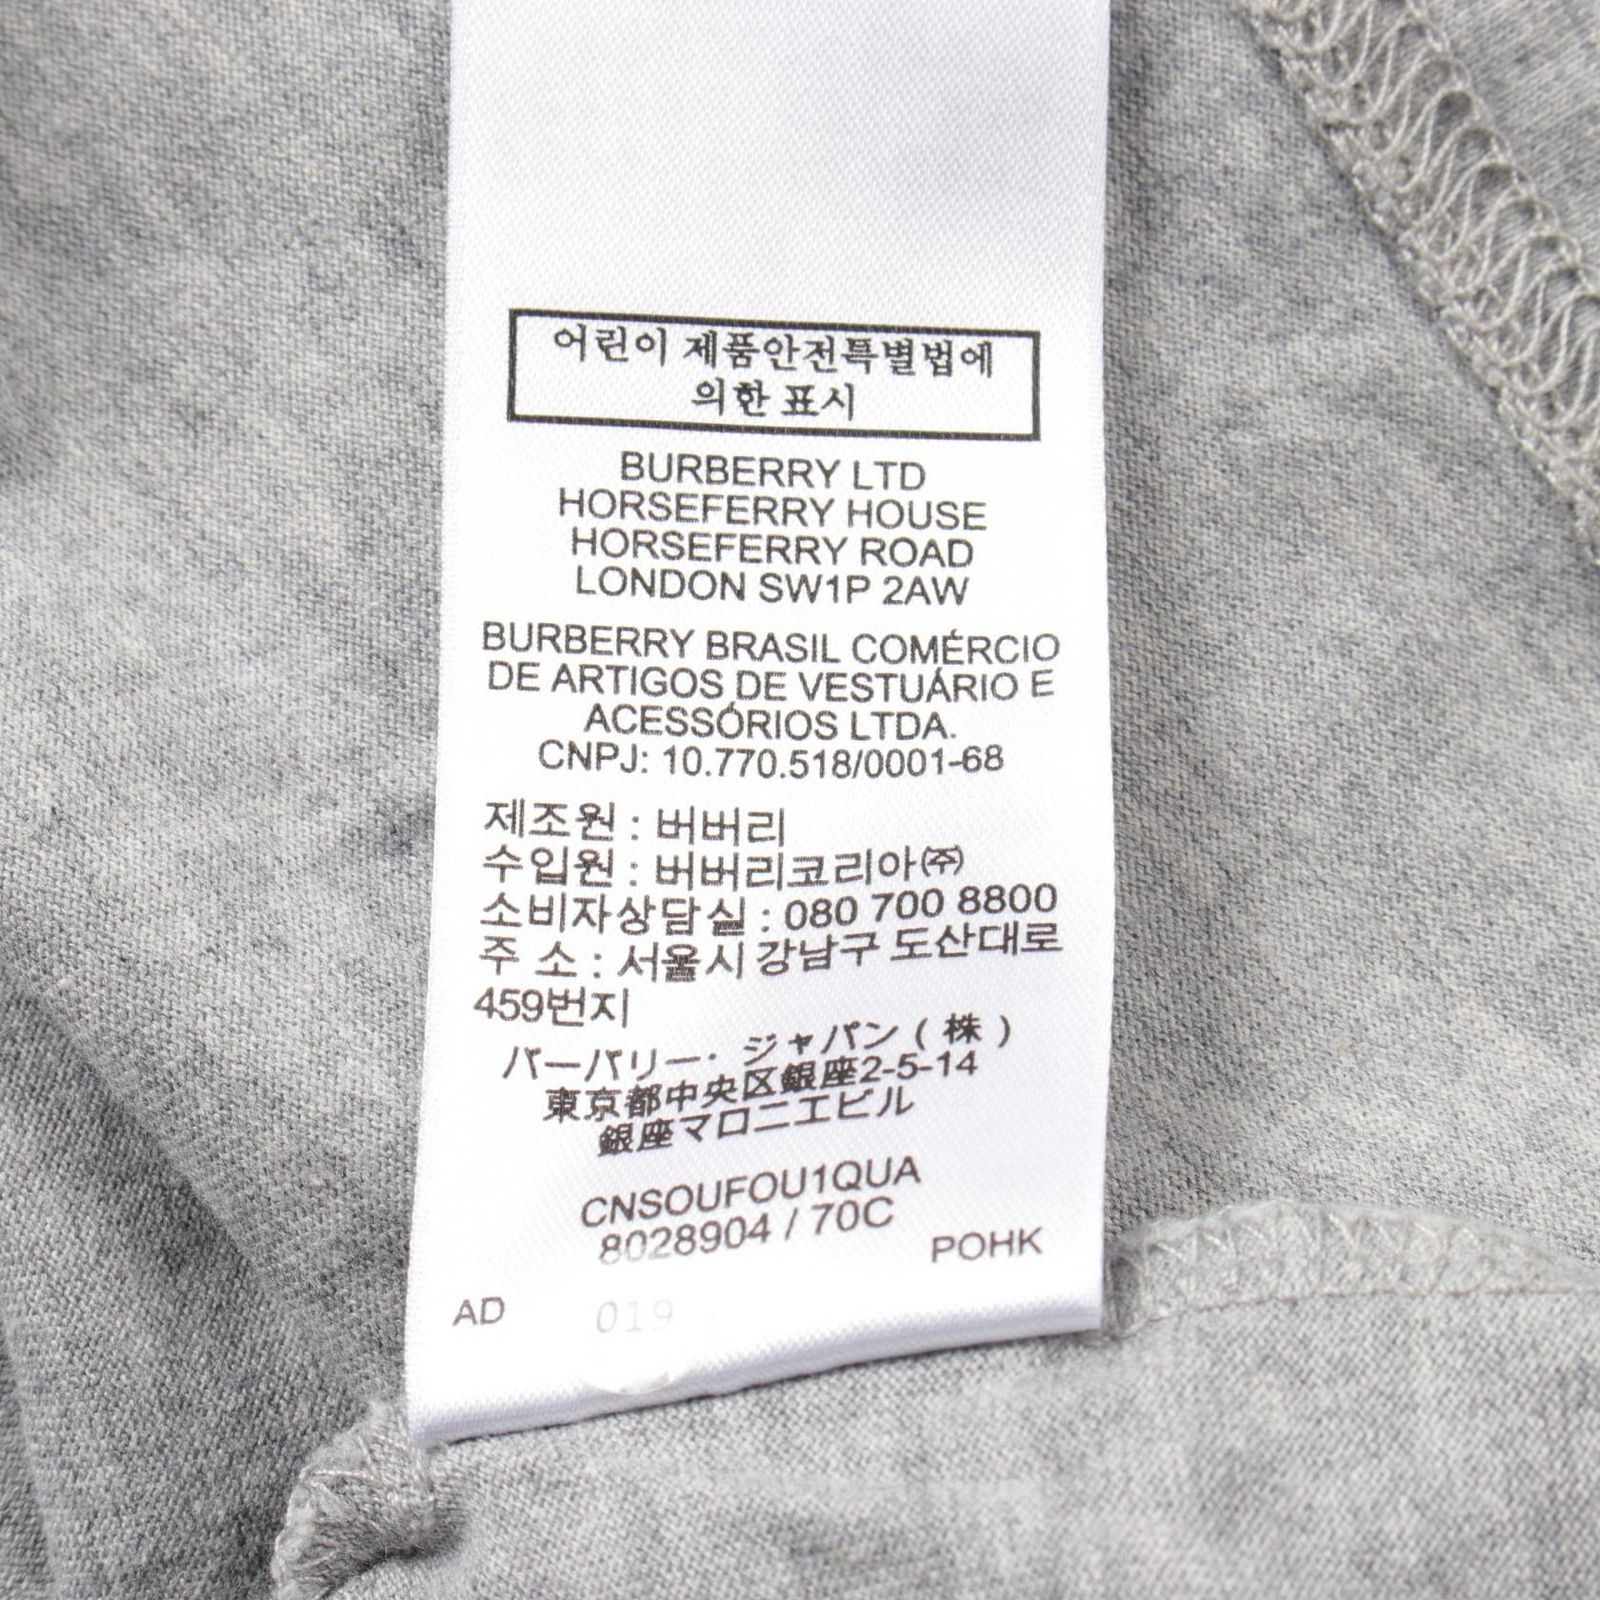 어린이 제품안전특별법에
의한 표시
BURBERRY LTD
HORSEFERRY HOUSE
HORSEFERRY ROAD
LONDON SW1P 2AW
BURBERRY BRASIL COMÉRCIO
DE ARTIGOS DE VESTUÁRIO E
ACESSÓRIOS LTDA.
CNPJ: 10.770.518/0001-68
제조원 : 버버리
수입원 : 버버리코리아㈜
소비자상담실 : 080 700 8800
주 소 : 서울시 강남구 도산대로
459번지
バーバリー・ジャパン ( 株 )
東京都中央区銀座2-5-14
銀座マロニエビル
CNSOUFOU1QUA
8028904 / 70C
POHK
AD 019